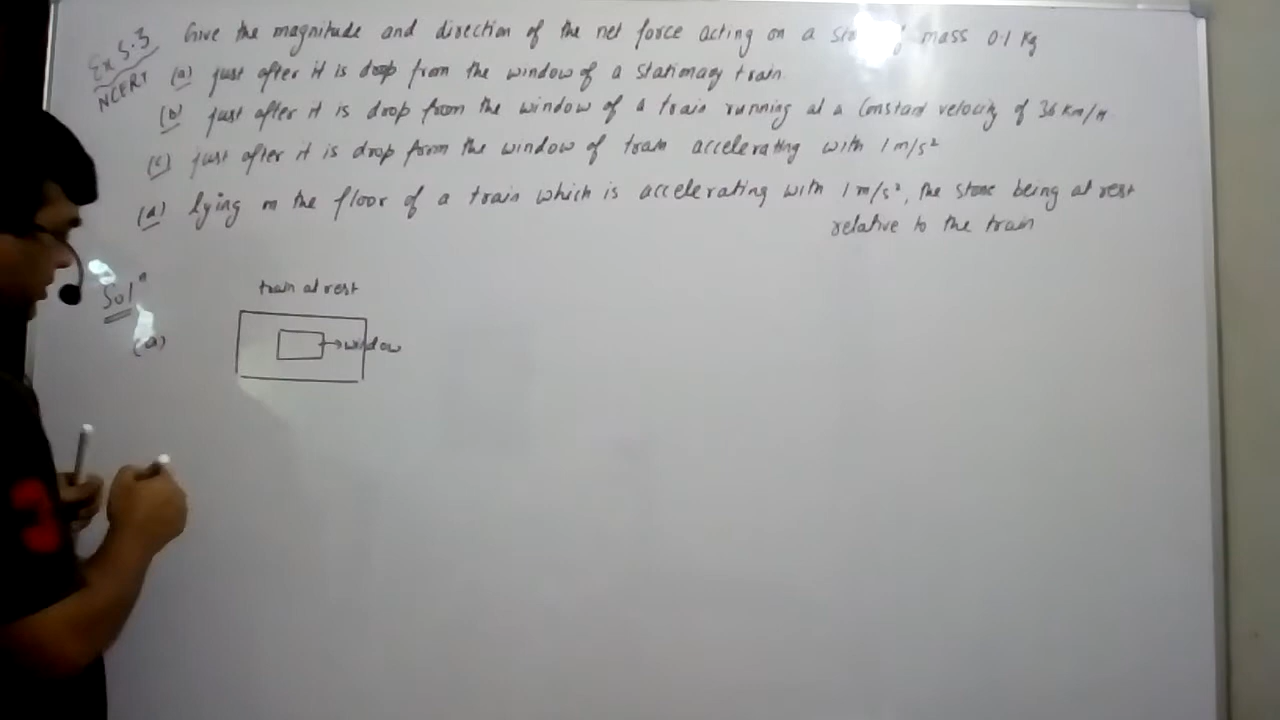 Ex 5.3
NCERT
Give the magnitude and direction of the net force acting on a mass 0.1 Kg
(a) just after it is drop from the window of a stationary train.
(b) just after it is drop from the window of a train running at a constant velocity of 36 Km/H
(c) just after it is drop from the window of train accelerating with 1 m/s²
(d) lying on the floor of a train which is accelerating with 1 m/s², the stone being at rest
relative to the train
Solⁿ
(a)
train at rest
window